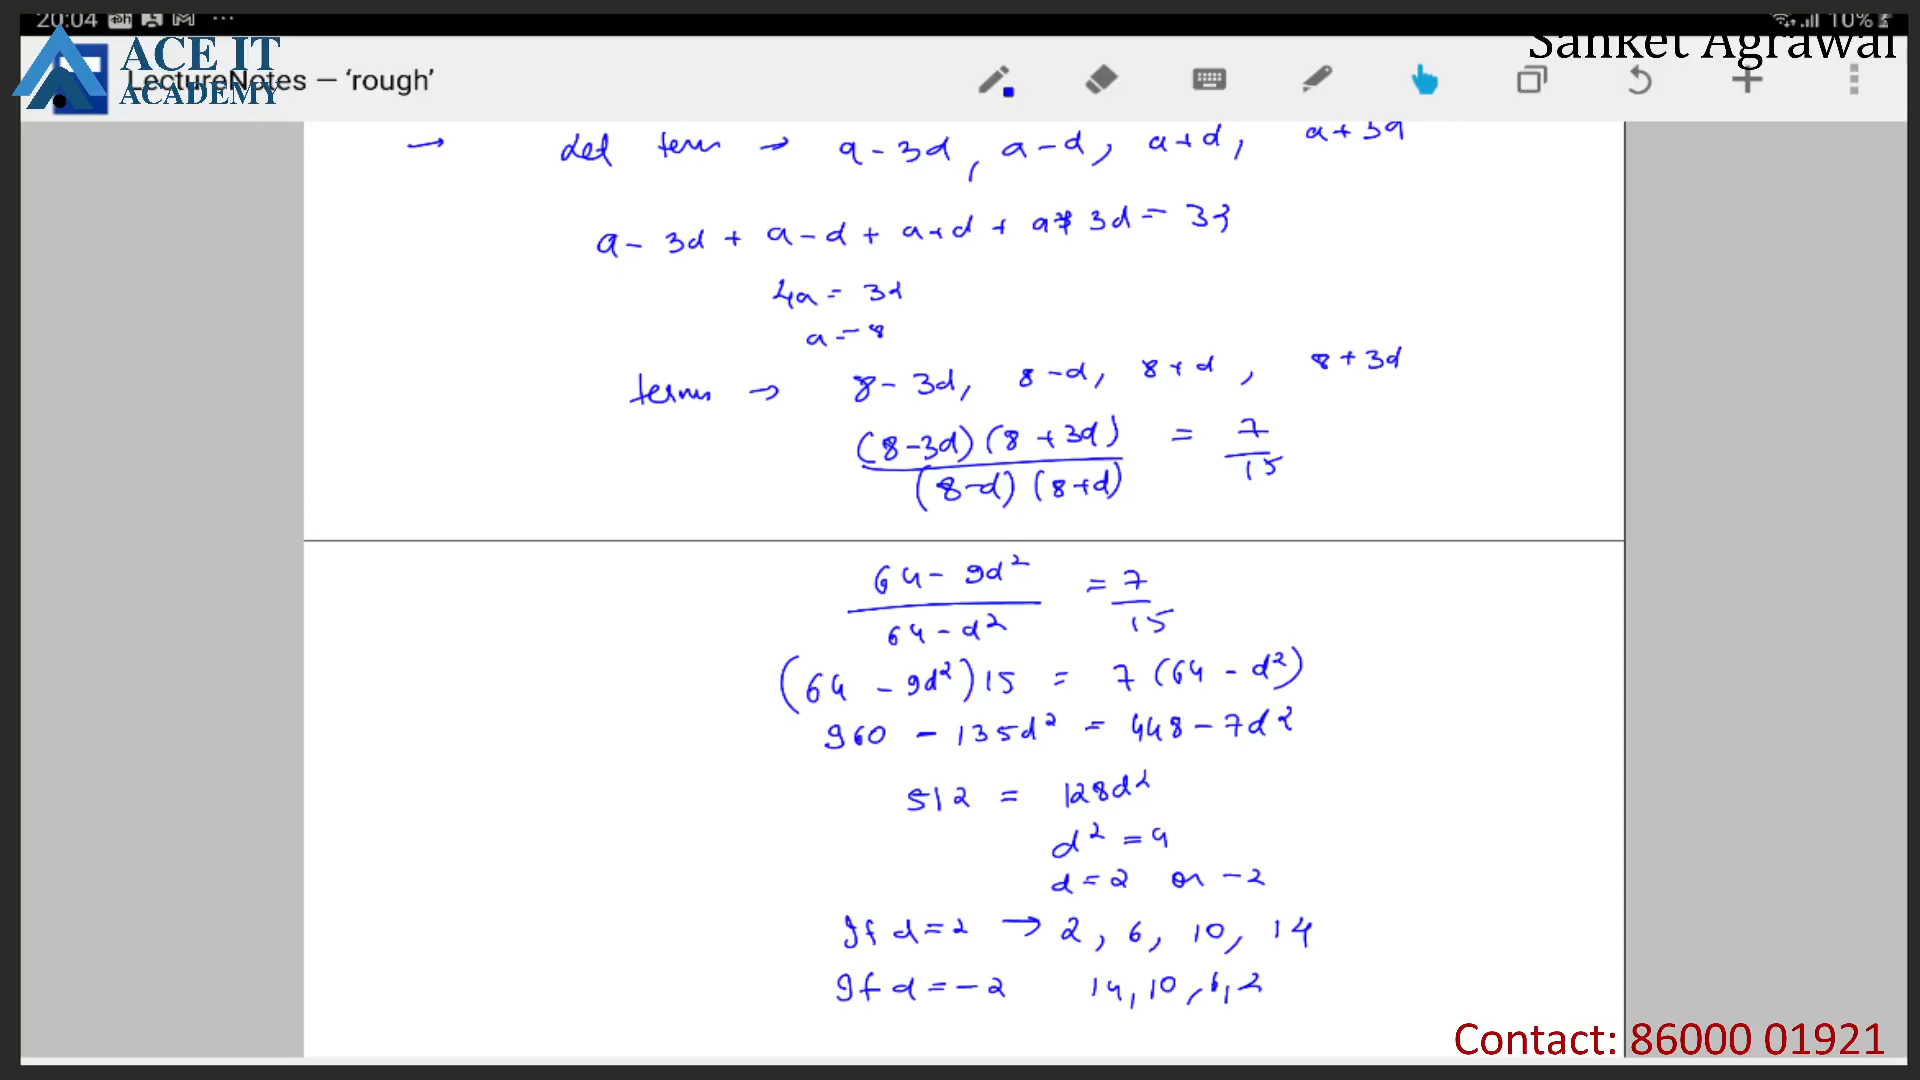 20:04 10%
Sanket Agrawal
ACE IT
ACADEMY
LectureNotes — ‘rough’
→ Let term → a - 3d, a - d, a + d, a + 3d
a - 3d + a - d + a + d + a + 3d = 32
4a = 32
a = 8
terms → 8 - 3d, 8 - d, 8 + d, 8 + 3d
(8-3d)(8+3d) = 7
(8-d)(8+d) 15
64 - 9d² = 7
64 - d² 15
(64 - 9d²)15 = 7(64 - d²)
960 - 135d² = 448 - 7d²
512 = 128d²
d² = 4
d = 2 or -2
If d = 2 → 2, 6, 10, 14
If d = -2 14, 10, 6, 2
Contact: 86000 01921